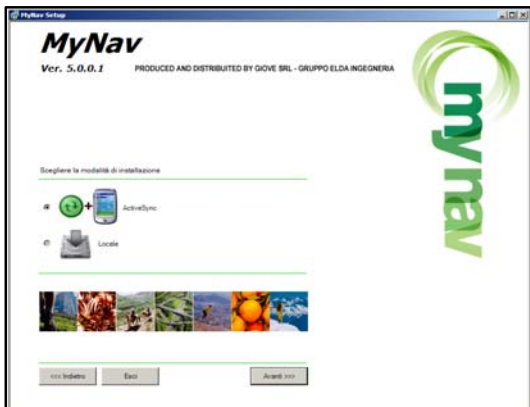 MyNav Setup
MyNav
Ver. 5.0.0.1 PRODUCED AND DISTRIBUITED BY GIOVE SRL - GRUPPO ELDA INGEGNERIA
mynav
Scegliere la modalità di installazione
ActiveSync
Locale
<<< Indietro Esci Avanti >>>